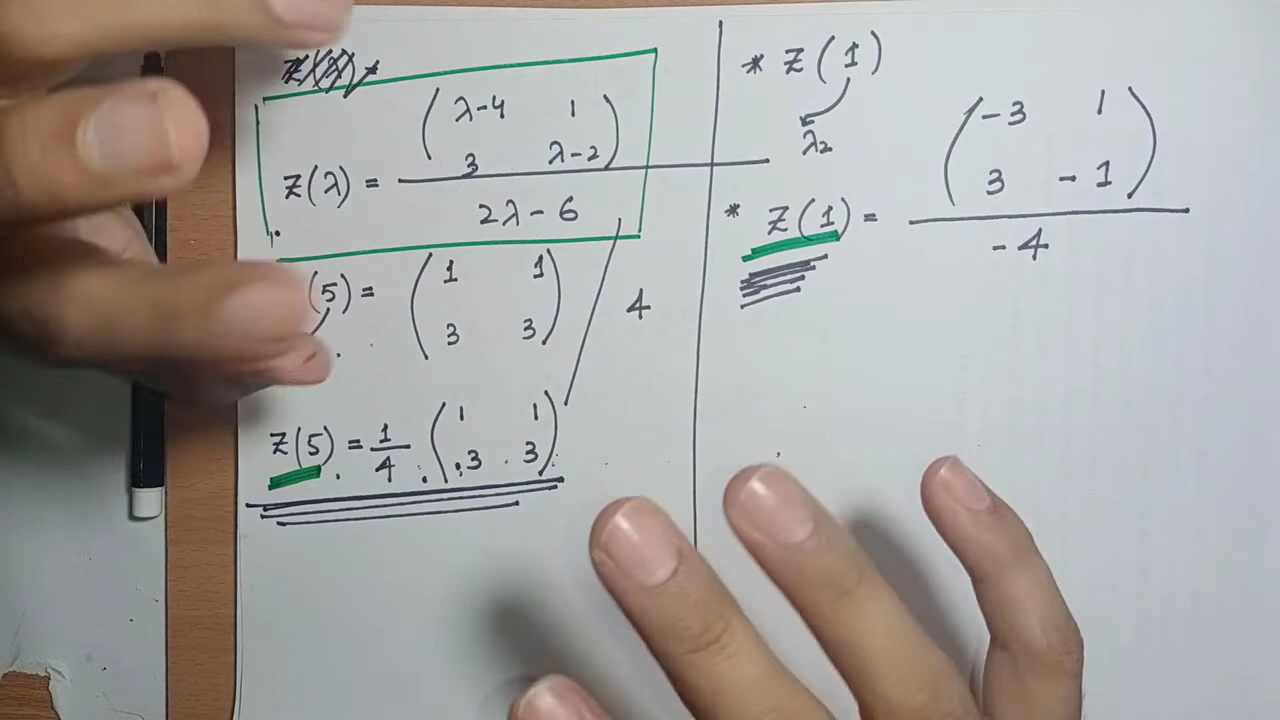 Z(λ) = (λ-4 1
3 λ-2)
2λ - 6
(5) = (1 1
3 3)
4
Z(5) = 1/4 (1 1
3 3)
* Z(1)
λ2
* Z(1) = (-3 1
3 -1)
-4